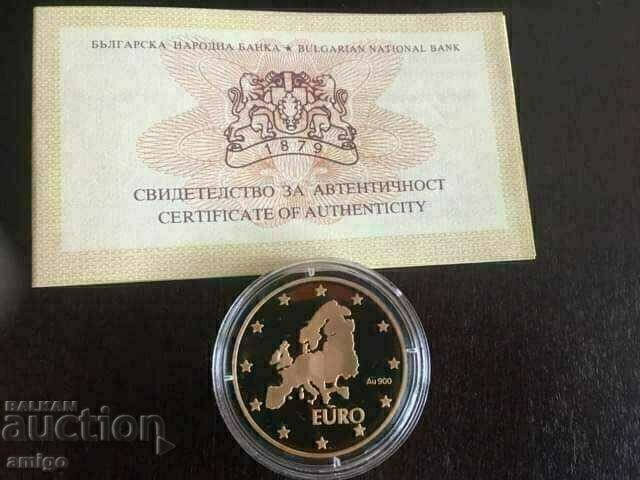 БЪЛГАРСКА НАРОДНА БАНКА ★ BULGARIAN NATIONAL BANK
1879
СВИДЕТЕЛСТВО ЗА АВТЕНТИЧНОСТ
CERTIFICATE OF AUTHENTICITY
Au 900
EURO
BALKAN
auction
amigo